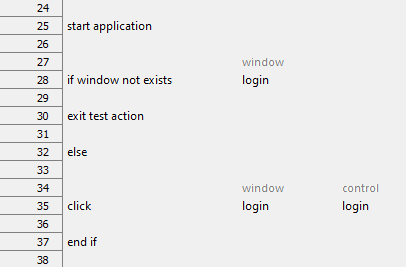 24
25 start application
26
27 window
28 if window not exists login
29
30 exit test action
31
32 else
33
34 window control
35 click login login
36
37 end if
38